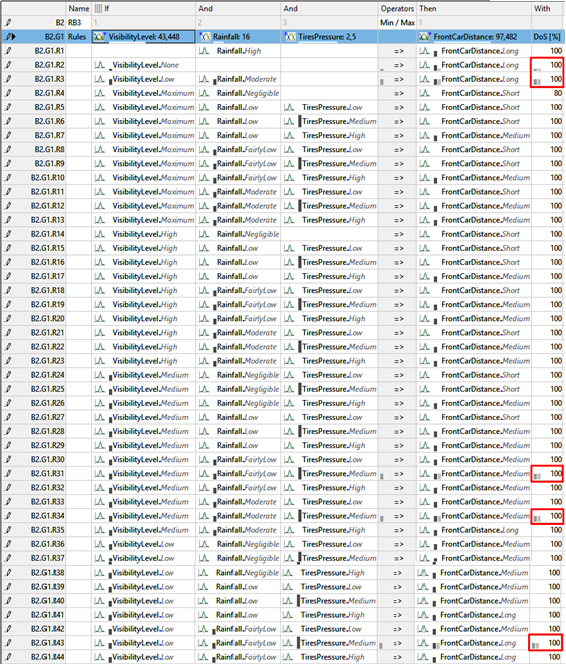 Name If And And Operators Then With
B2 RB3 1 2 3 Min / Max 1
B2.G1 Rules VisibilityLevel: 43,448 Rainfall: 16 TiresPressure: 2,5 FrontCarDistance: 97,482 DoS [%]
B2.G1.R1 Rainfall.High => FrontCarDistance.Long 100
B2.G1.R2 VisibilityLevel.None => FrontCarDistance.Long 100
B2.G1.R3 VisibilityLevel.Low Rainfall.Moderate => FrontCarDistance.Long 100
B2.G1.R4 VisibilityLevel.Maximum Rainfall.Negligible => FrontCarDistance.Short 80
B2.G1.R5 VisibilityLevel.Maximum Rainfall.Low TiresPressure.Low => FrontCarDistance.Short 100
B2.G1.R6 VisibilityLevel.Maximum Rainfall.Low TiresPressure.Medium => FrontCarDistance.Short 100
B2.G1.R7 VisibilityLevel.Maximum Rainfall.Low TiresPressure.High => FrontCarDistance.Medium 100
B2.G1.R8 VisibilityLevel.Maximum Rainfall.FairlyLow TiresPressure.Low => FrontCarDistance.Short 100
B2.G1.R9 VisibilityLevel.Maximum Rainfall.FairlyLow TiresPressure.Medium => FrontCarDistance.Medium 100
B2.G1.R10 VisibilityLevel.Maximum Rainfall.FairlyLow TiresPressure.High => FrontCarDistance.Medium 100
B2.G1.R11 VisibilityLevel.Maximum Rainfall.Moderate TiresPressure.Low => FrontCarDistance.Short 100
B2.G1.R12 VisibilityLevel.Maximum Rainfall.Moderate TiresPressure.Medium => FrontCarDistance.Medium 100
B2.G1.R13 VisibilityLevel.Maximum Rainfall.Moderate TiresPressure.High => FrontCarDistance.Medium 100
B2.G1.R14 VisibilityLevel.High Rainfall.Negligible => FrontCarDistance.Short 100
B2.G1.R15 VisibilityLevel.High Rainfall.Low TiresPressure.Low => FrontCarDistance.Short 100
B2.G1.R16 VisibilityLevel.High Rainfall.Low TiresPressure.Medium => FrontCarDistance.Medium 100
B2.G1.R17 VisibilityLevel.High Rainfall.Low TiresPressure.High => FrontCarDistance.Medium 100
B2.G1.R18 VisibilityLevel.High Rainfall.FairlyLow TiresPressure.Low => FrontCarDistance.Short 100
B2.G1.R19 VisibilityLevel.High Rainfall.FairlyLow TiresPressure.Medium => FrontCarDistance.Medium 100
B2.G1.R20 VisibilityLevel.High Rainfall.FairlyLow TiresPressure.High => FrontCarDistance.Medium 100
B2.G1.R21 VisibilityLevel.High Rainfall.Moderate TiresPressure.Low => FrontCarDistance.Short 100
B2.G1.R22 VisibilityLevel.High Rainfall.Moderate TiresPressure.Medium => FrontCarDistance.Medium 100
B2.G1.R23 VisibilityLevel.High Rainfall.Moderate TiresPressure.High => FrontCarDistance.Medium 100
B2.G1.R24 VisibilityLevel.Medium Rainfall.Negligible TiresPressure.Low => FrontCarDistance.Short 100
B2.G1.R25 VisibilityLevel.Medium Rainfall.Negligible TiresPressure.Medium => FrontCarDistance.Medium 100
B2.G1.R26 VisibilityLevel.Medium Rainfall.Negligible TiresPressure.High => FrontCarDistance.Short 100
B2.G1.R27 VisibilityLevel.Medium Rainfall.Low TiresPressure.Low => FrontCarDistance.Short 100
B2.G1.R28 VisibilityLevel.Medium Rainfall.Low TiresPressure.Medium => FrontCarDistance.Medium 100
B2.G1.R29 VisibilityLevel.Medium Rainfall.Low TiresPressure.High => FrontCarDistance.Medium 100
B2.G1.R30 VisibilityLevel.Medium Rainfall.FairlyLow TiresPressure.Low => FrontCarDistance.Medium 100
B2.G1.R31 VisibilityLevel.Medium Rainfall.FairlyLow TiresPressure.Medium => FrontCarDistance.Medium 100
B2.G1.R32 VisibilityLevel.Medium Rainfall.FairlyLow TiresPressure.High => FrontCarDistance.Medium 100
B2.G1.R33 VisibilityLevel.Medium Rainfall.Moderate TiresPressure.Low => FrontCarDistance.Medium 100
B2.G1.R34 VisibilityLevel.Medium Rainfall.Moderate TiresPressure.Medium => FrontCarDistance.Medium 100
B2.G1.R35 VisibilityLevel.Medium Rainfall.Moderate TiresPressure.High => FrontCarDistance.Long 100
B2.G1.R36 VisibilityLevel.Low Rainfall.Negligible TiresPressure.Low => FrontCarDistance.Medium 100
B2.G1.R37 VisibilityLevel.Low Rainfall.Negligible TiresPressure.Medium => FrontCarDistance.Medium 100
B2.G1.R38 VisibilityLevel.Low Rainfall.Negligible TiresPressure.High => FrontCarDistance.Medium 100
B2.G1.R39 VisibilityLevel.Low Rainfall.Low TiresPressure.Low => FrontCarDistance.Medium 100
B2.G1.R40 VisibilityLevel.Low Rainfall.Low TiresPressure.Medium => FrontCarDistance.Medium 100
B2.G1.R41 VisibilityLevel.Low Rainfall.Low TiresPressure.High => FrontCarDistance.Long 100
B2.G1.R42 VisibilityLevel.Low Rainfall.FairlyLow TiresPressure.Low => FrontCarDistance.Medium 100
B2.G1.R43 VisibilityLevel.Low Rainfall.FairlyLow TiresPressure.Medium => FrontCarDistance.Long 100
B2.G1.R44 VisibilityLevel.Low Rainfall.FairlyLow TiresPressure.High => FrontCarDistance.Medium 100